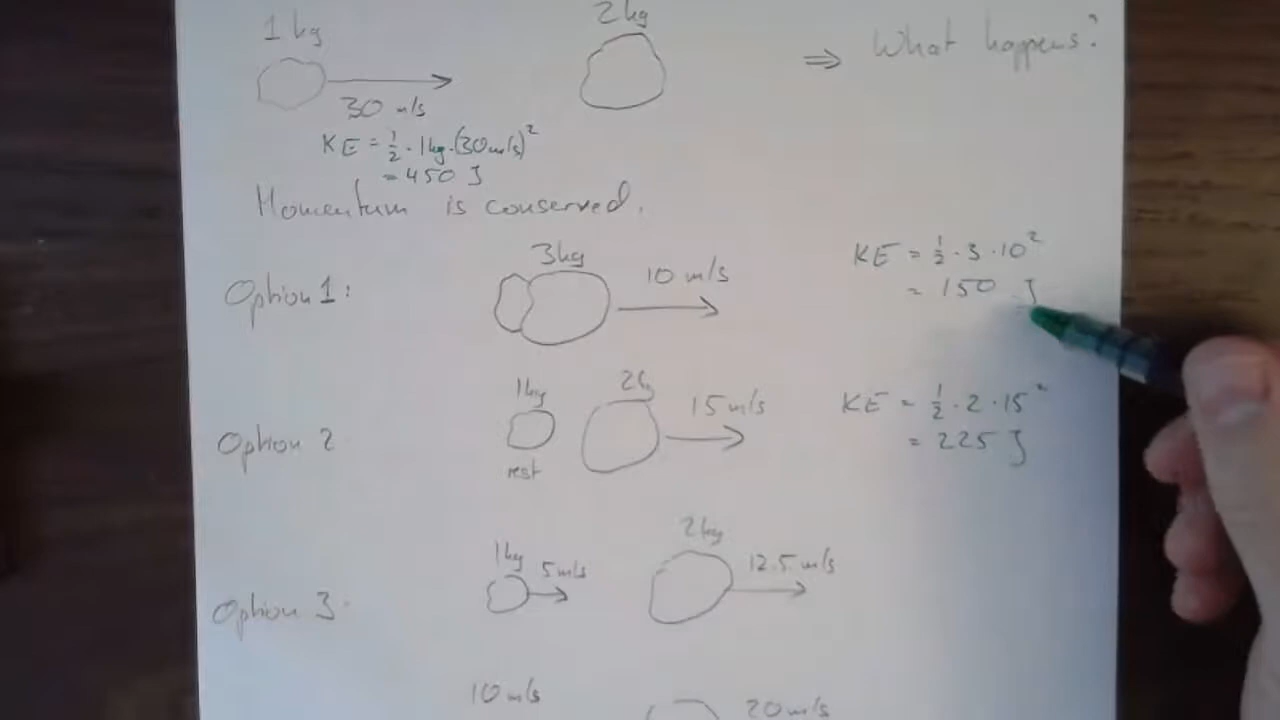 1 kg
2 kg
⇒ What happens?
30 m/s
KE = 1/2 · 1kg · (30 m/s)²
= 450 J
Momentum is conserved.
Option 1:
3kg
10 m/s
KE = 1/2 · 3 · 10²
= 150 J
Option 2
1kg
rest
2kg
15 m/s
KE = 1/2 · 2 · 15²
= 225 J
Option 3:
1kg
5 m/s
2kg
12.5 m/s
10 m/s
20 m/s